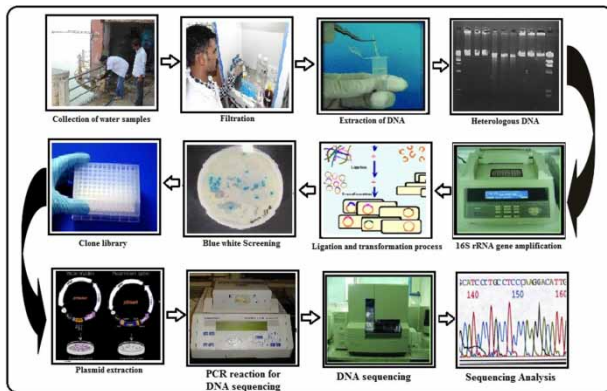 Collection of water samples
Filtration
Extraction of DNA
Heterologous DNA
Clone library
Blue white Screening
Ligation
Ligation and transformation process
16S rRNA gene amplification
Plasmid extraction
PCR reaction for
DNA sequencing
DNA sequencing
140
150
160
Sequencing Analysis